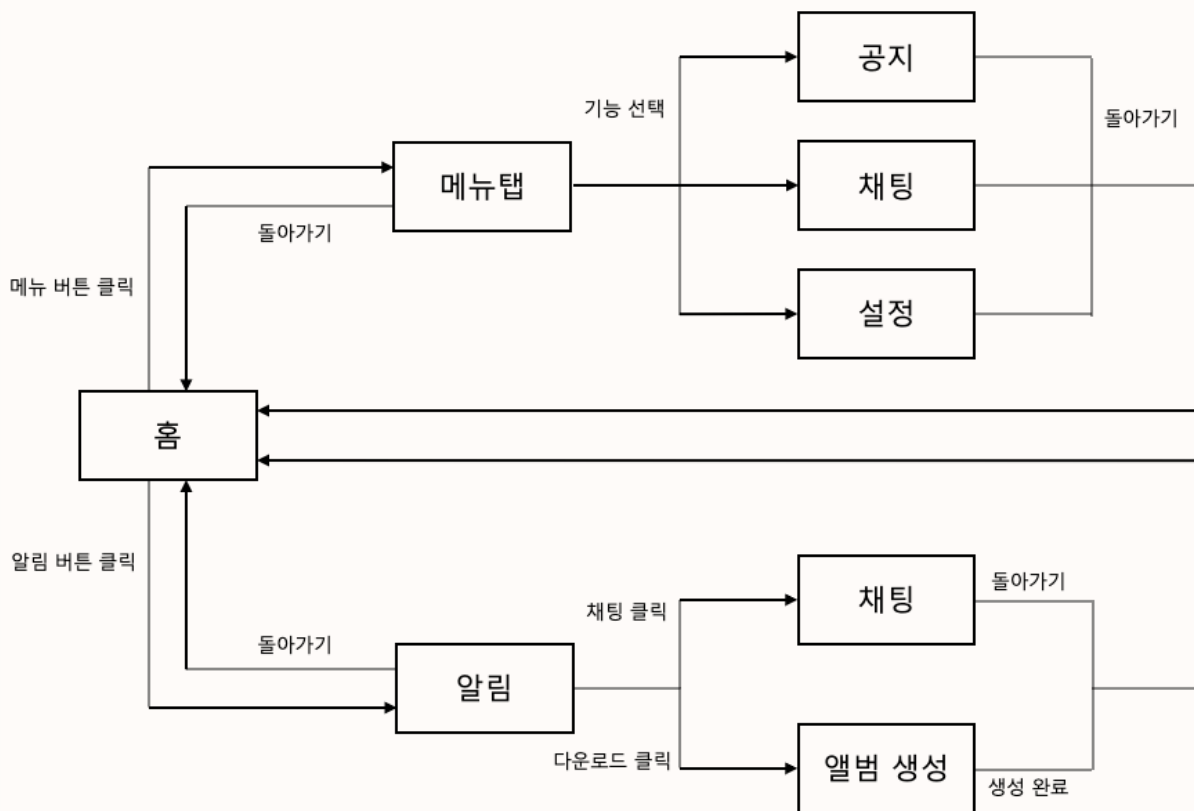 공지
기능 선택
돌아가기
메뉴탭
채팅
돌아가기
메뉴 버튼 클릭
설정
홈
알림 버튼 클릭
채팅
돌아가기
채팅 클릭
돌아가기
알림
다운로드 클릭
앨범 생성
생성 완료